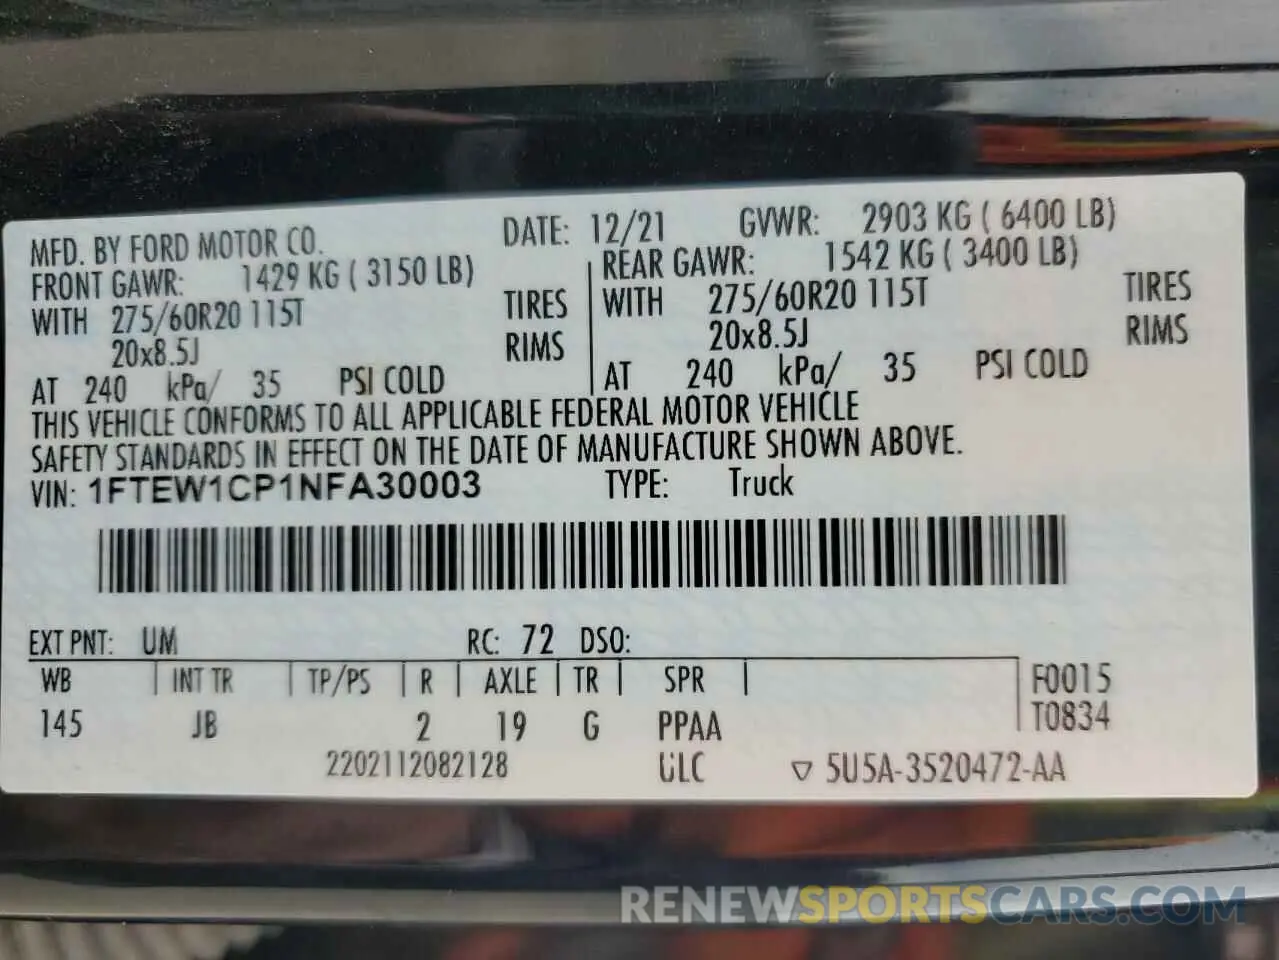 MFD. BY FORD MOTOR CO. DATE: 12/21 GVWR: 2903 KG ( 6400 LB)
FRONT GAWR: 1429 KG ( 3150 LB) REAR GAWR: 1542 KG ( 3400 LB)
WITH 275/60R20 115T TIRES WITH 275/60R20 115T TIRES
20x8.5J RIMS 20x8.5J RIMS
AT 240 kPa/ 35 PSI COLD AT 240 kPa/ 35 PSI COLD
THIS VEHICLE CONFORMS TO ALL APPLICABLE FEDERAL MOTOR VEHICLE
SAFETY STANDARDS IN EFFECT ON THE DATE OF MANUFACTURE SHOWN ABOVE.
VIN: 1FTEW1CP1NFA30003 TYPE: Truck
EXT PNT: UM RC: 72 DSO:
WB INT TR TP/PS R AXLE TR SPR F0015
145 JB 2 19 G PPAA T0834
2202112082128 ULC ▽ 5U5A-3520472-AA
RENEWSPORTSCARS.COM